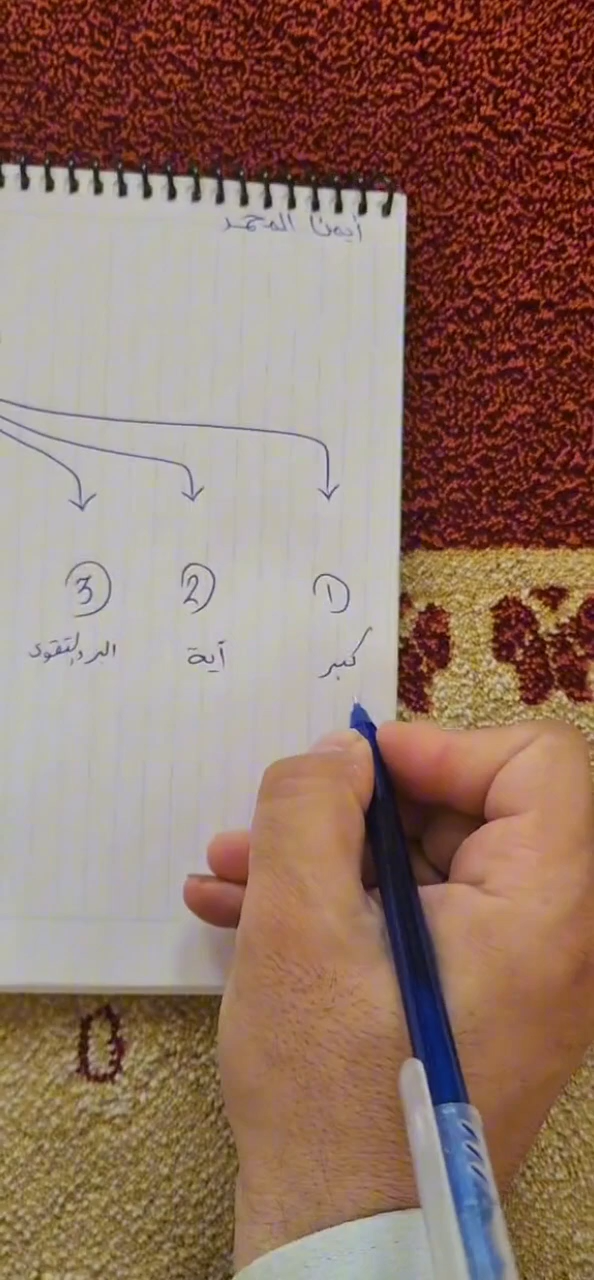 أيمن المحمد
① ② ③
كبر آية البر والتقوى